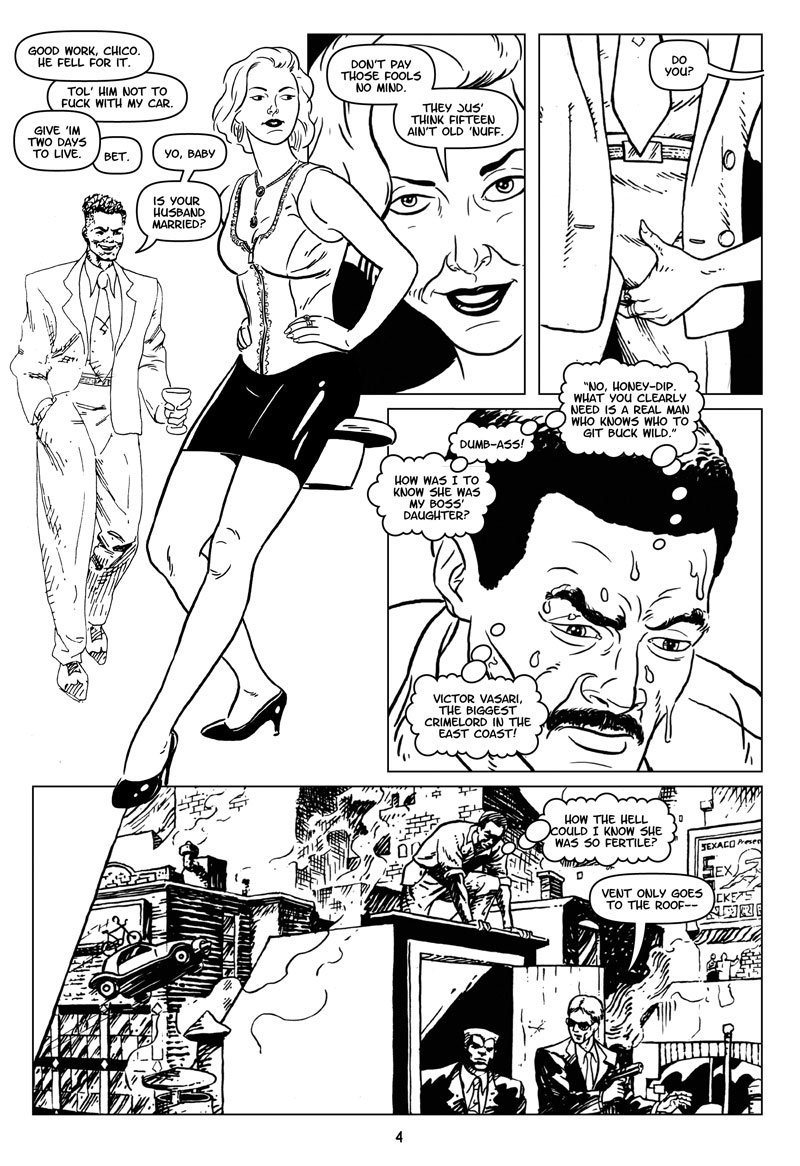 GOOD WORK, CHICO.
HE FELL FOR IT.
TOL' HIM NOT TO
FUCK WITH MY CAR.
GIVE 'IM
TWO DAYS
TO LIVE.
BET.
YO, BABY
IS YOUR
HUSBAND
MARRIED?
DON'T PAY
THOSE FOOLS
NO MIND.
THEY JUS'
THINK FIFTEEN
AIN'T OLD 'NUFF.
DO
YOU?
"NO, HONEY-DIP.
WHAT YOU CLEARLY
NEED IS A REAL MAN
WHO KNOWS WHO TO
GIT BUCK WILD."
DUMB-ASS!
HOW WAS I TO
KNOW SHE WAS
MY BOSS'
DAUGHTER?
VICTOR VASARI,
THE BIGGEST
CRIMELORD IN THE
EAST COAST!
HOW THE HELL
COULD I KNOW SHE
WAS SO FERTILE?
SEXACO Presen
SEX
VENT ONLY GOES
TO THE ROOF--
4